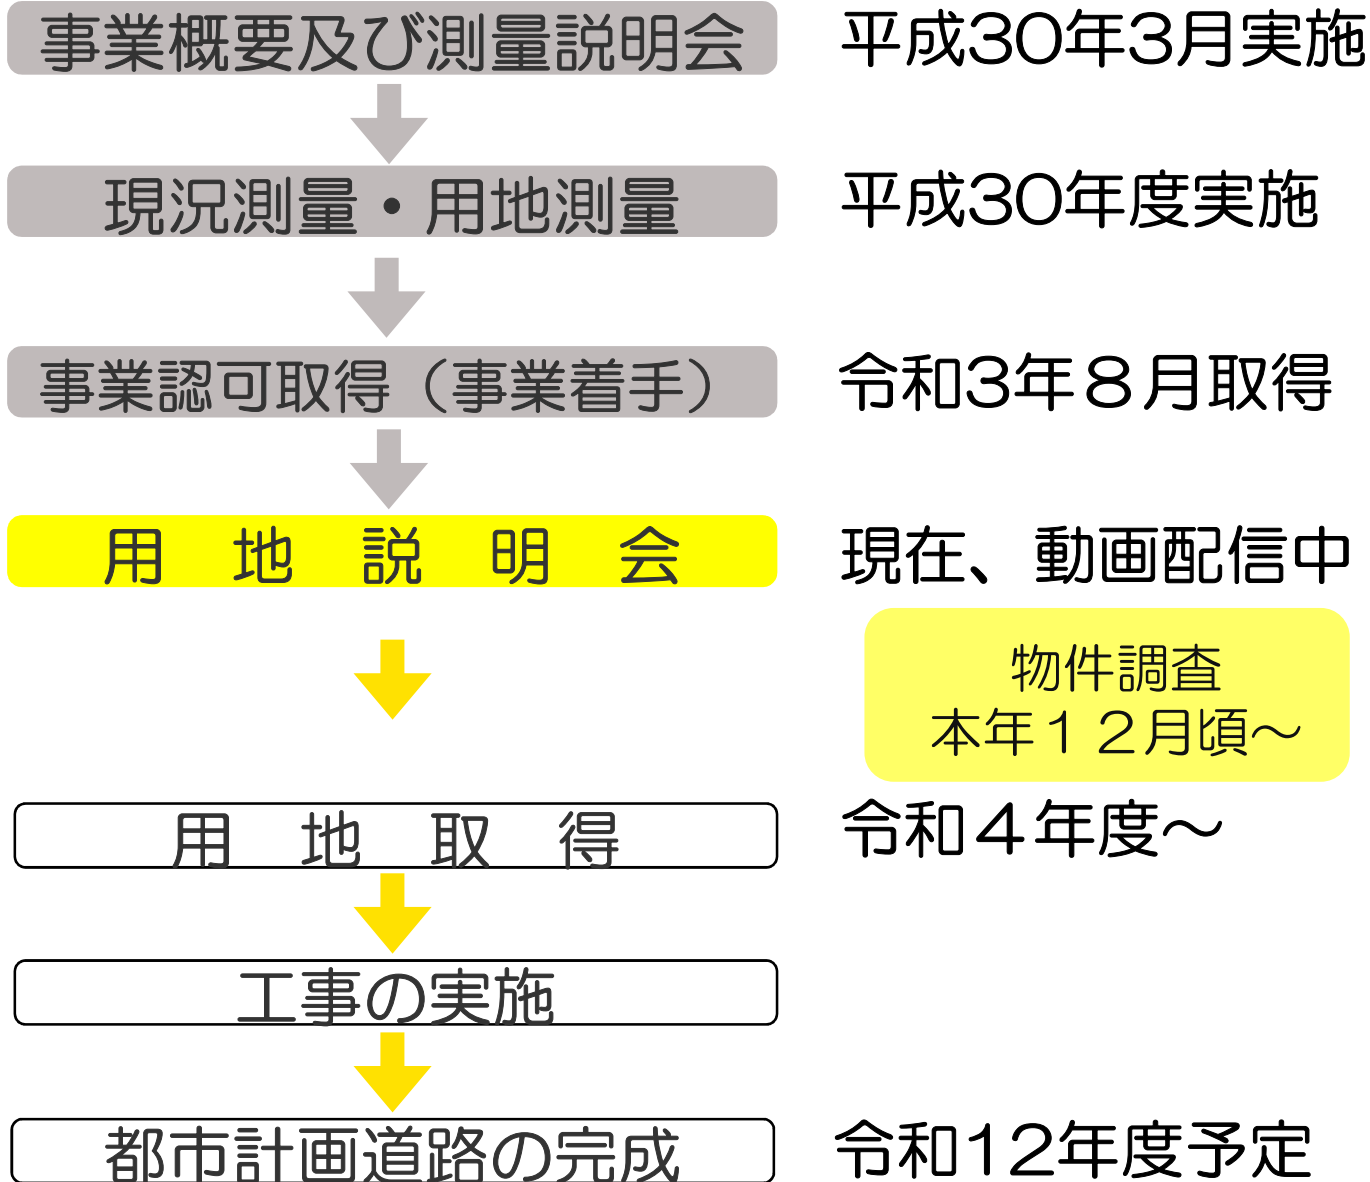 事業概要及び測量説明会 平成30年3月実施
現況測量・用地測量 平成30年度実施
事業認可取得（事業着手） 令和3年８月取得
用地説明会 現在、動画配信中
物件調査
本年１２月頃～
用地取得 令和４年度～
工事の実施
都市計画道路の完成 令和12年度予定